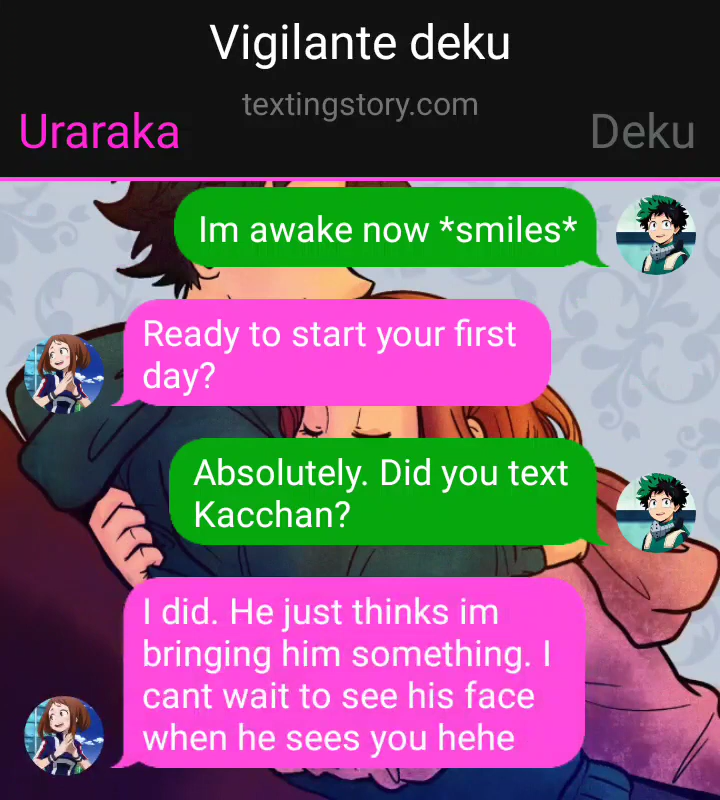 Vigilante deku
textingstory.com
Uraraka
Deku
Im awake now *smiles*
Ready to start your first
day?
Absolutely. Did you text
Kacchan?
I did. He just thinks im
bringing him something. I
cant wait to see his face
when he sees you hehe